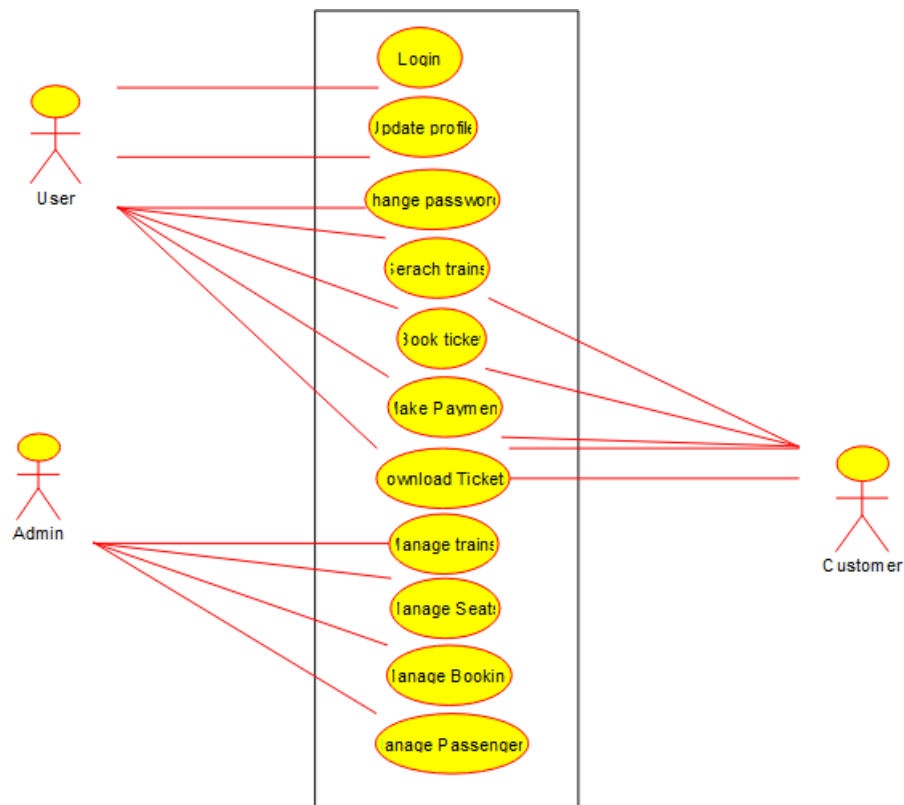 Login
Update profile
User
hange password
Serach trains
Book ticket
Make Paymen
ownload Ticket
Admin
Manage trains
Customer
Manage Seats
Manage Bookin
anage Passenger